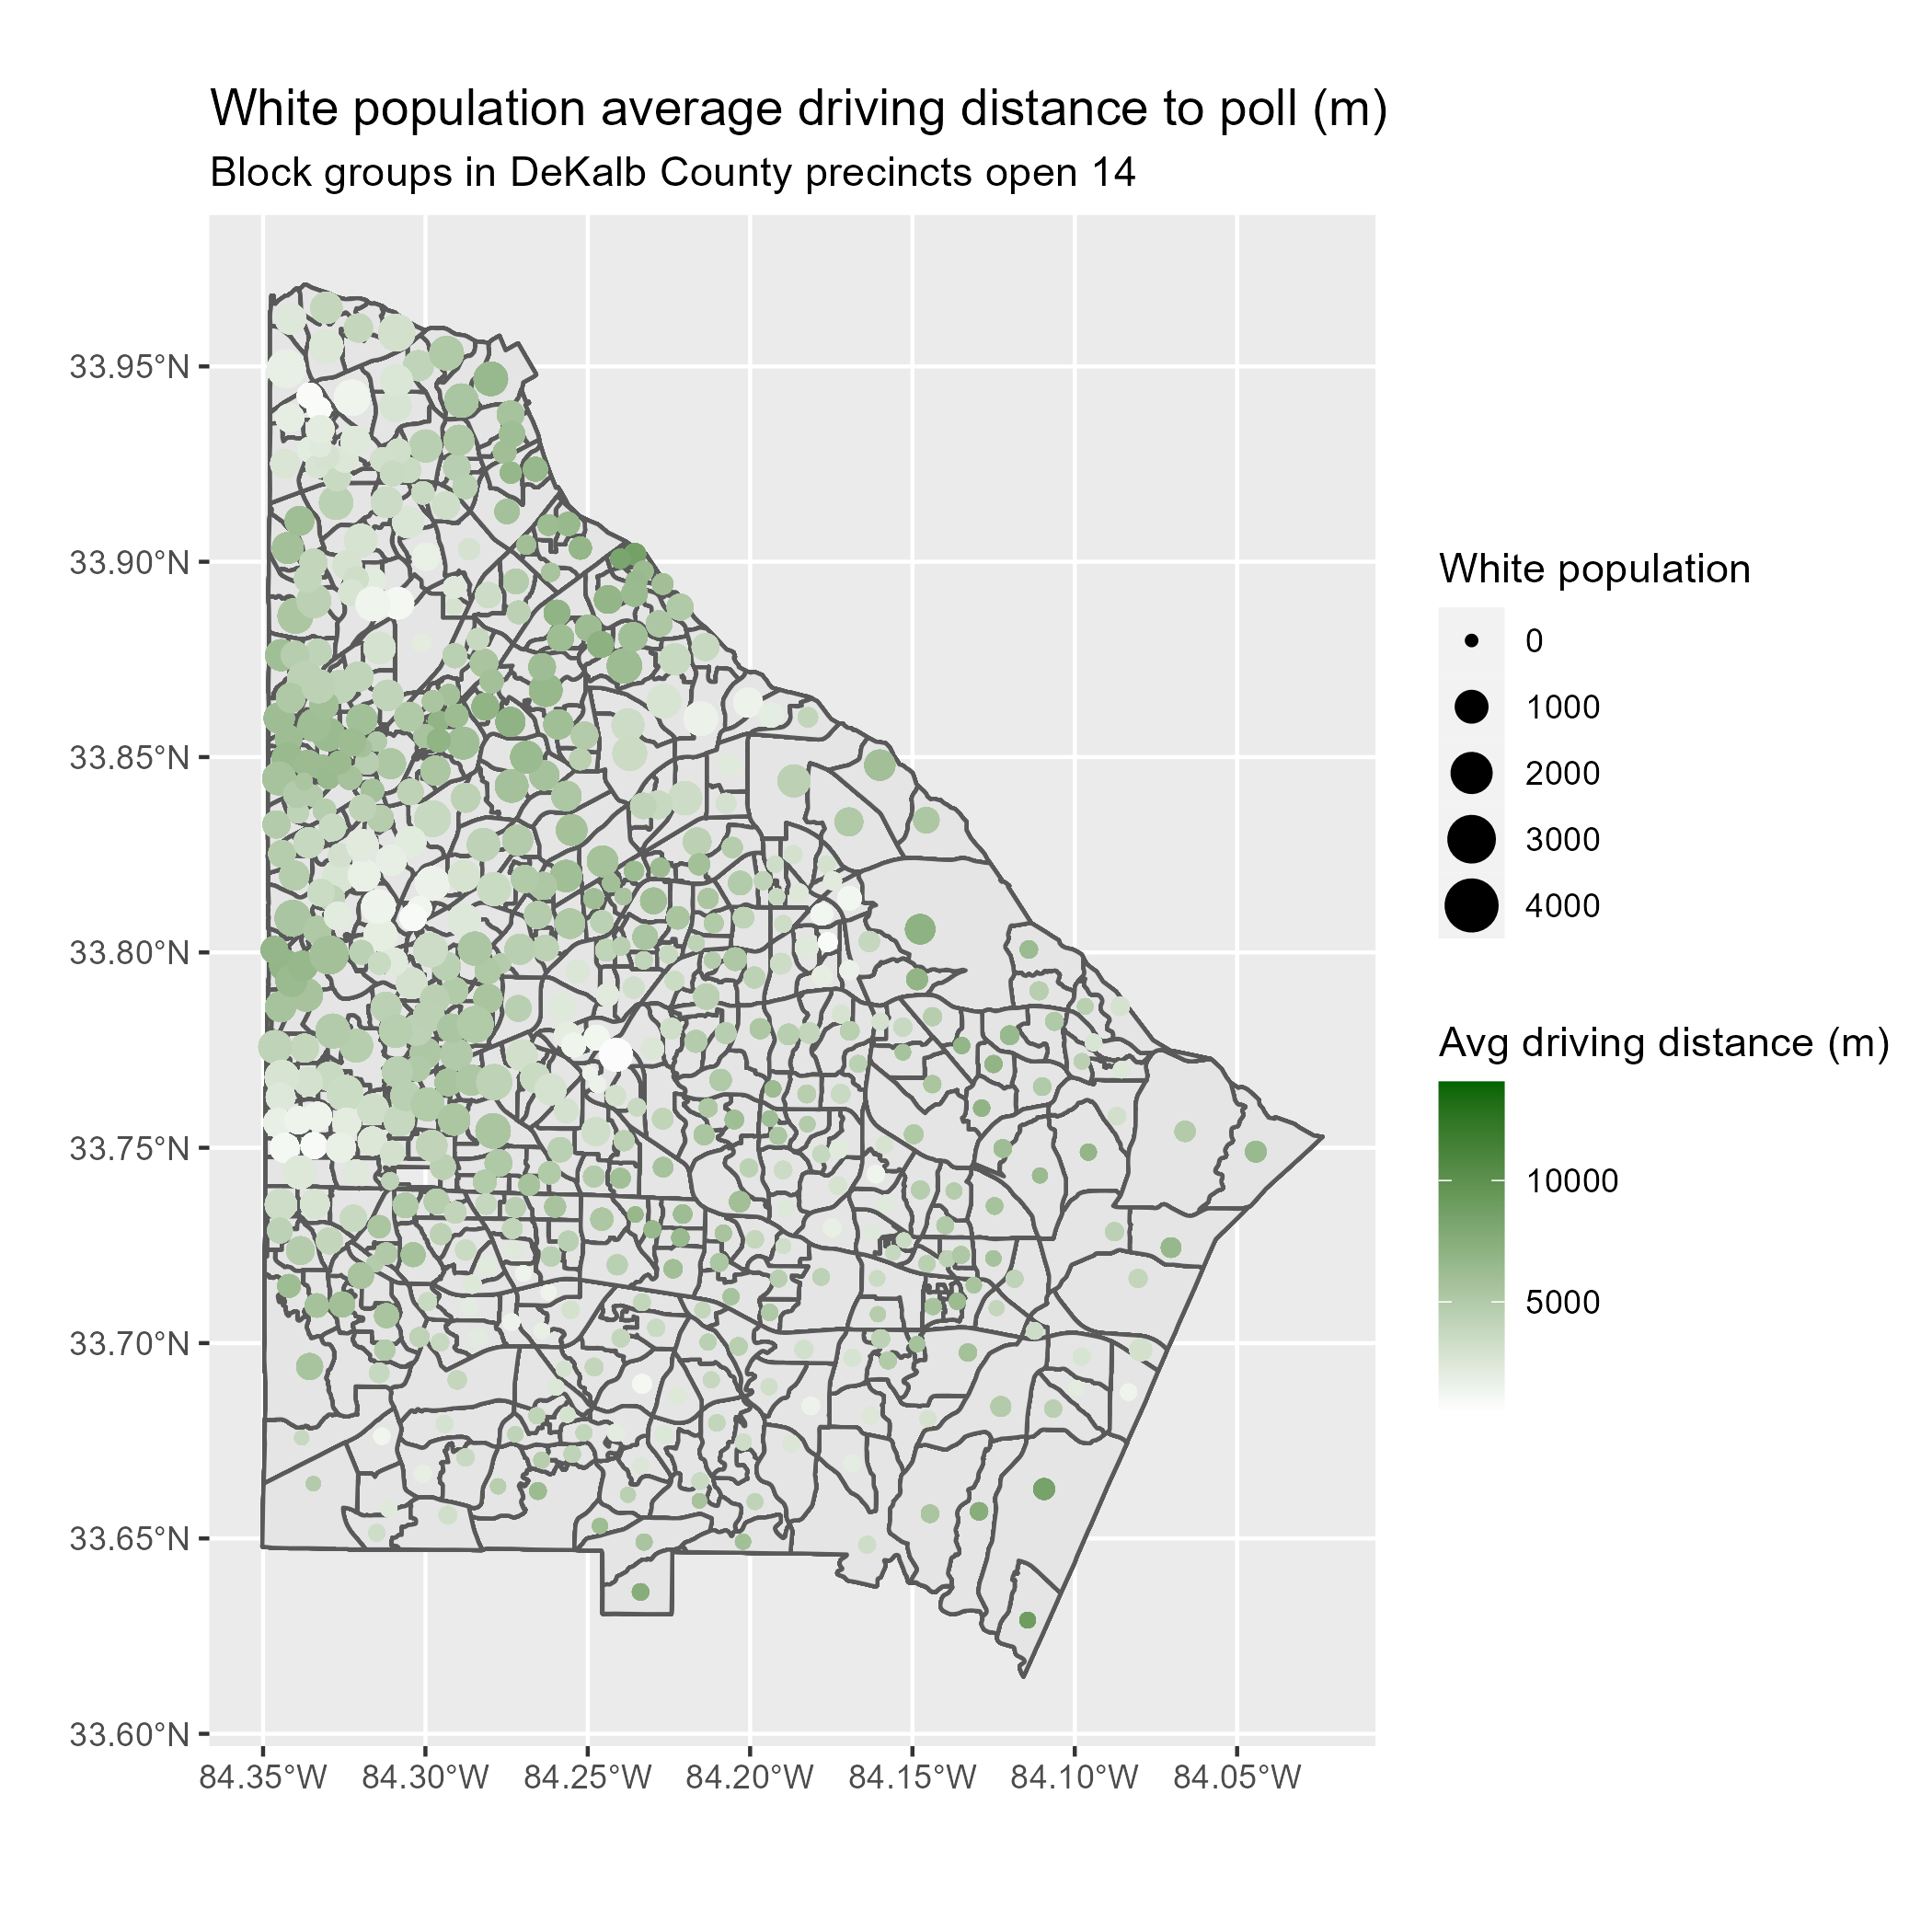 White population average driving distance to poll (m)
Block groups in DeKalb County precincts open 14
33.95°N
33.90°N
33.85°N
33.80°N
33.75°N
33.70°N
33.65°N
33.60°N
84.35°W 84.30°W 84.25°W 84.20°W 84.15°W 84.10°W 84.05°W
White population
0
1000
2000
3000
4000
Avg driving distance (m)
10000
5000